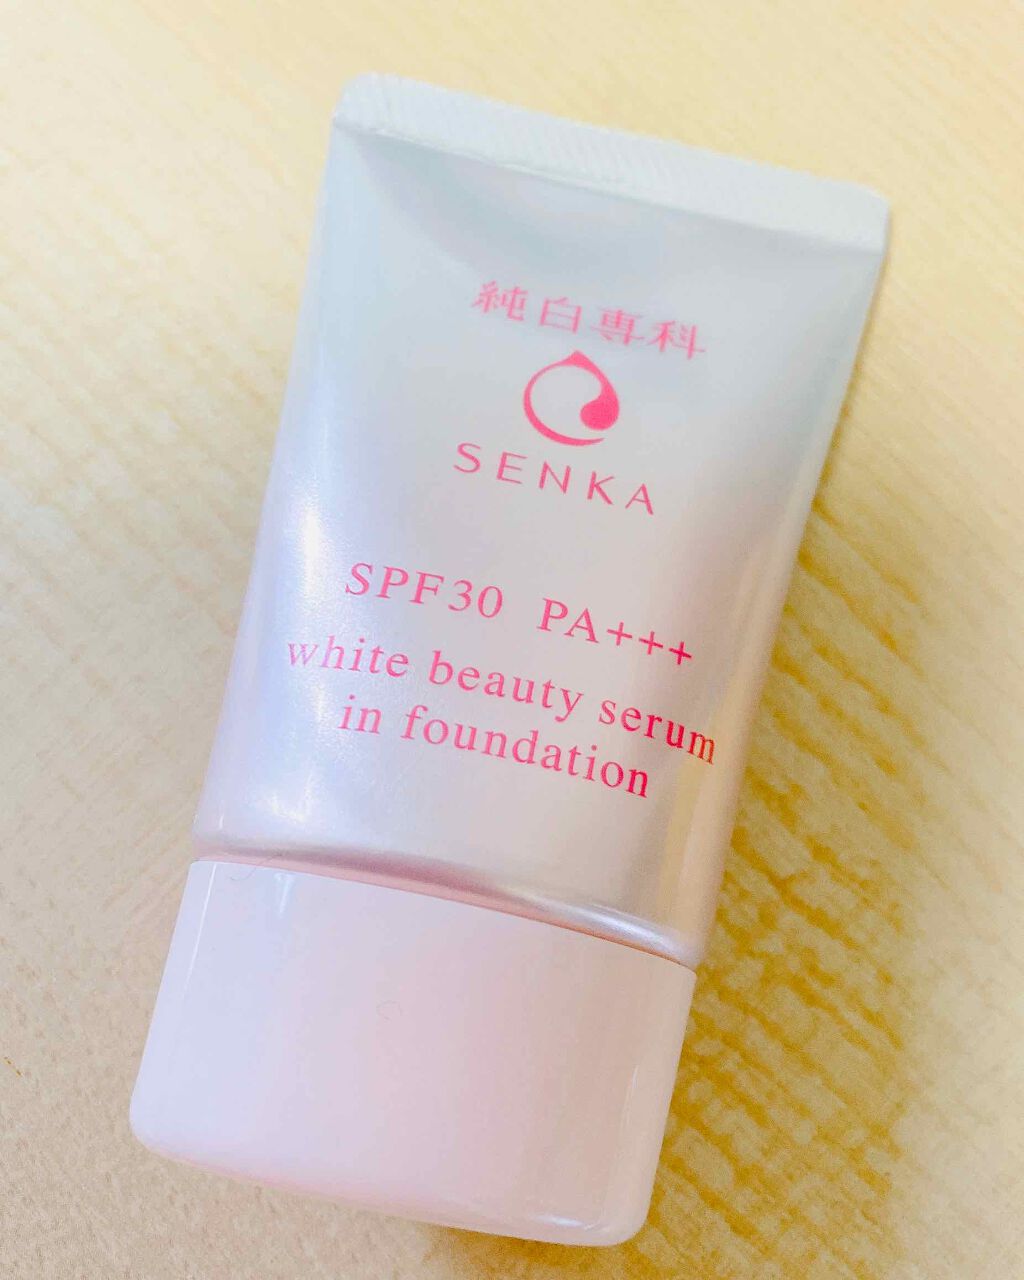 純白専科
SENKA
SPF30 PA+++
white beauty serum
in foundation